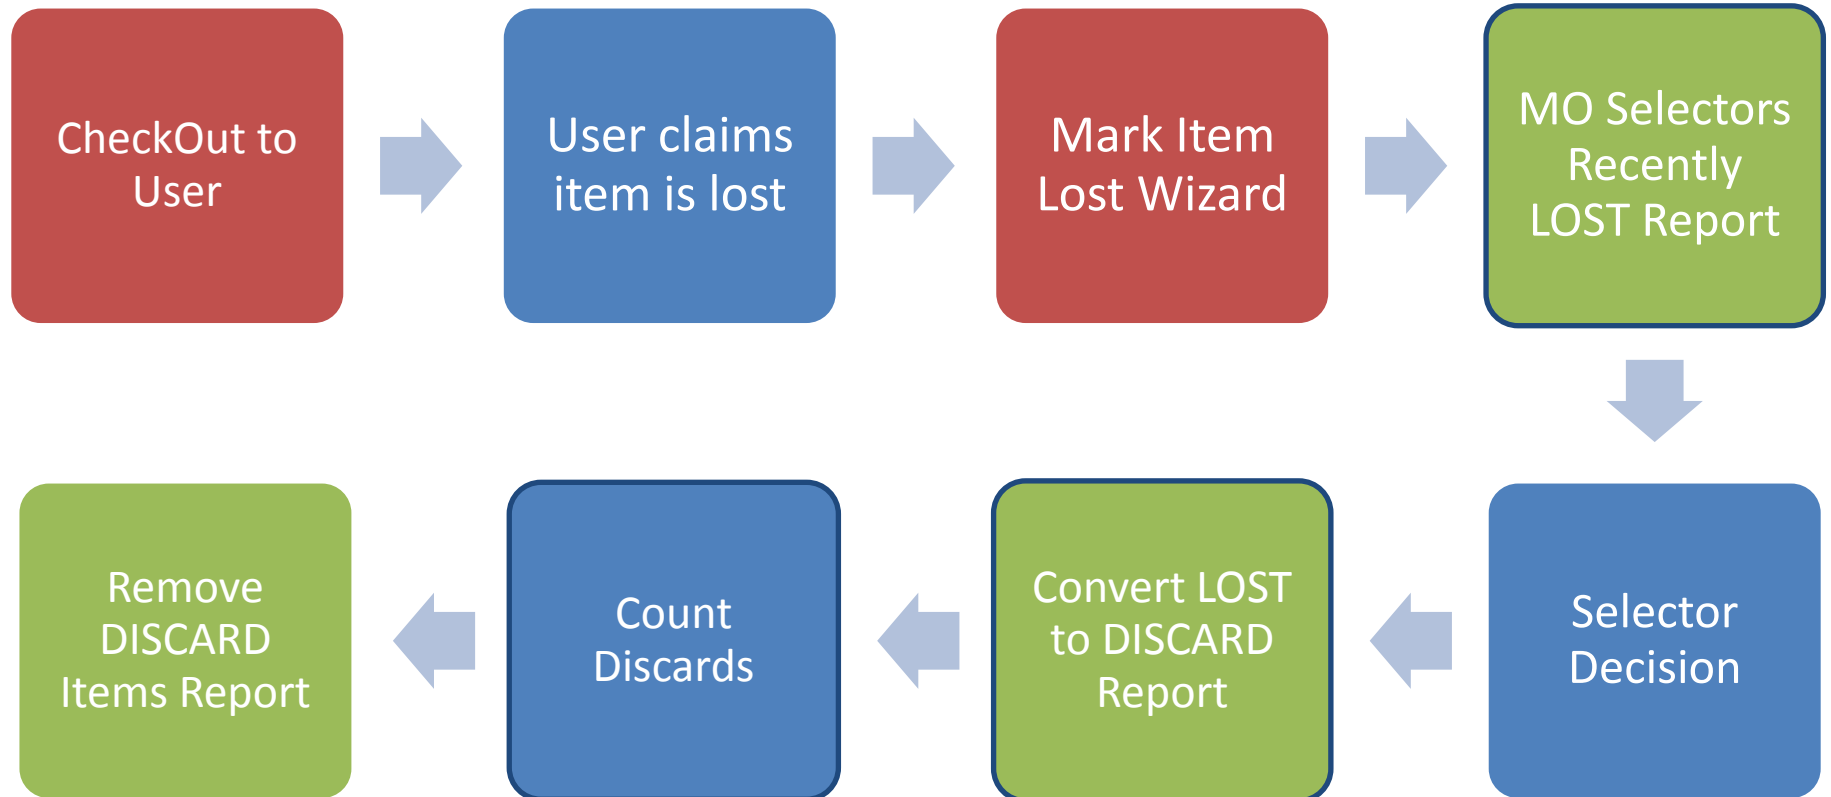 CheckOut to
User
User claims
item is lost
Mark Item
Lost Wizard
MO Selectors
Recently
LOST Report
Selector
Decision
Convert LOST
to DISCARD
Report
Count
Discards
Remove
DISCARD
Items Report